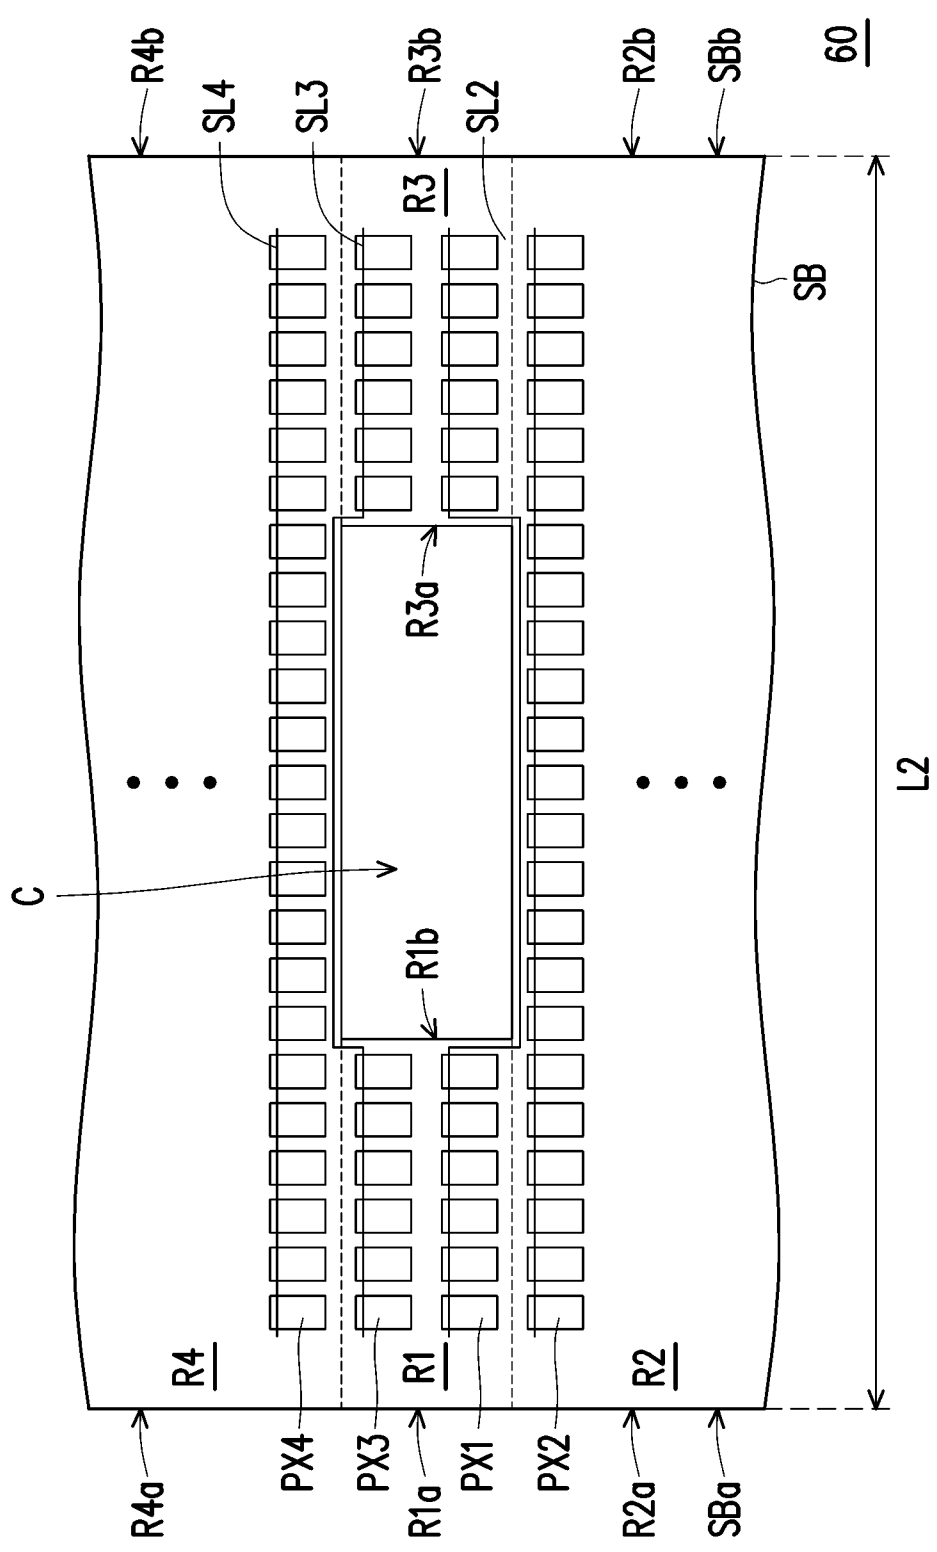 R4a
R4b
R4
SL4
PX4
SL3
PX3
C
R1b
R3a
R3
R3b
R1a
R1
PX1
SL2
PX2
R2
R2a
R2b
SBa
SBb
SB
L2
60